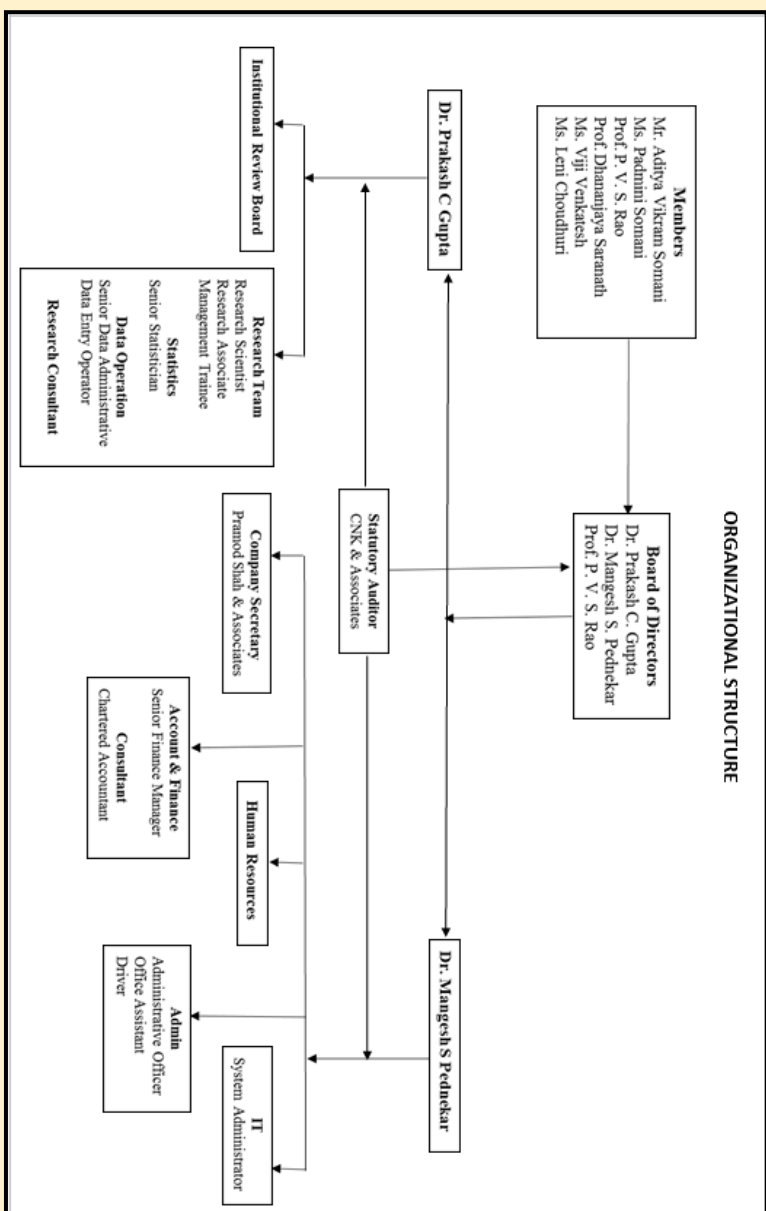 ORGANIZATIONAL STRUCTURE
Members
Mr. Aditya Vikram Somani
Ms. Padmini Somani
Prof. P. V. S. Rao
Prof. Dhananjaya Saranath
Ms. Viji Venkatesh
Ms. Leni Choudhuri
Board of Directors
Dr. Prakash C. Gupta
Dr. Mangesh S. Pednekar
Prof. P. V. S. Rao
Dr. Prakash C Gupta
Dr. Mangesh S Pednekar
Statutory Auditor
CNK & Associates
Institutional Review Board
Research Team
Research Scientist
Research Associate
Management Trainee
Statistics
Senior Statistician
Data Operation
Senior Data Administrative
Data Entry Operator
Research Consultant
Company Secretary
Pramod Shah & Associates
Account & Finance
Senior Finance Manager
Consultant
Chartered Accountant
Human Resources
Admin
Administrative Officer
Office Assistant
Driver
IT
System Administrator